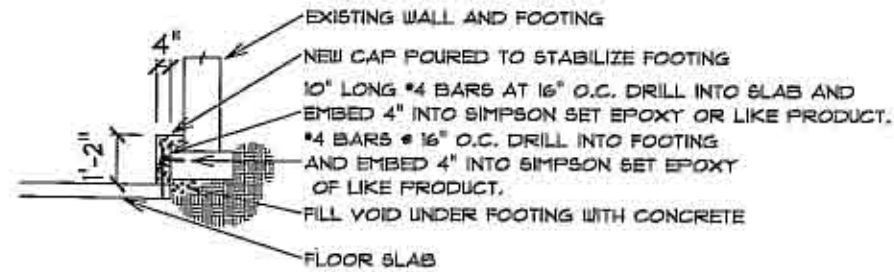 EXISTING WALL AND FOOTING
4"
NEW CAP POURED TO STABILIZE FOOTING
10" LONG #4 BARS AT 16" O.C. DRILL INTO SLAB AND
EMBED 4" INTO SIMPSON SET EPOXY OR LIKE PRODUCT.
#4 BARS @ 16" O.C. DRILL INTO FOOTING
AND EMBED 4" INTO SIMPSON SET EPOXY
OF LIKE PRODUCT.
1'-2"
FILL VOID UNDER FOOTING WITH CONCRETE
FLOOR SLAB